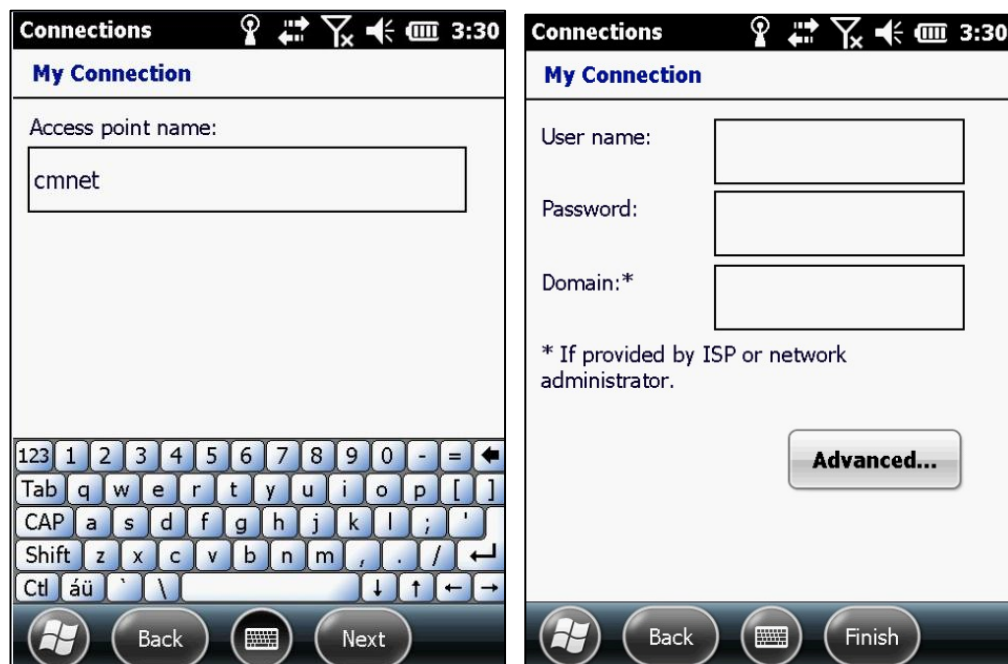 Connections 3:30
My Connection
Access point name:
cmnet
123 1 2 3 4 5 6 7 8 9 0 - =
Tab q w e r t y u i o p [ ]
CAP a s d f g h j k l ; '
Shift z x c v b n m , . /
Ctl áü ` \
Back Next
Connections 3:30
My Connection
User name:
Password:
Domain:*
* If provided by ISP or network
administrator.
Advanced...
Back Finish